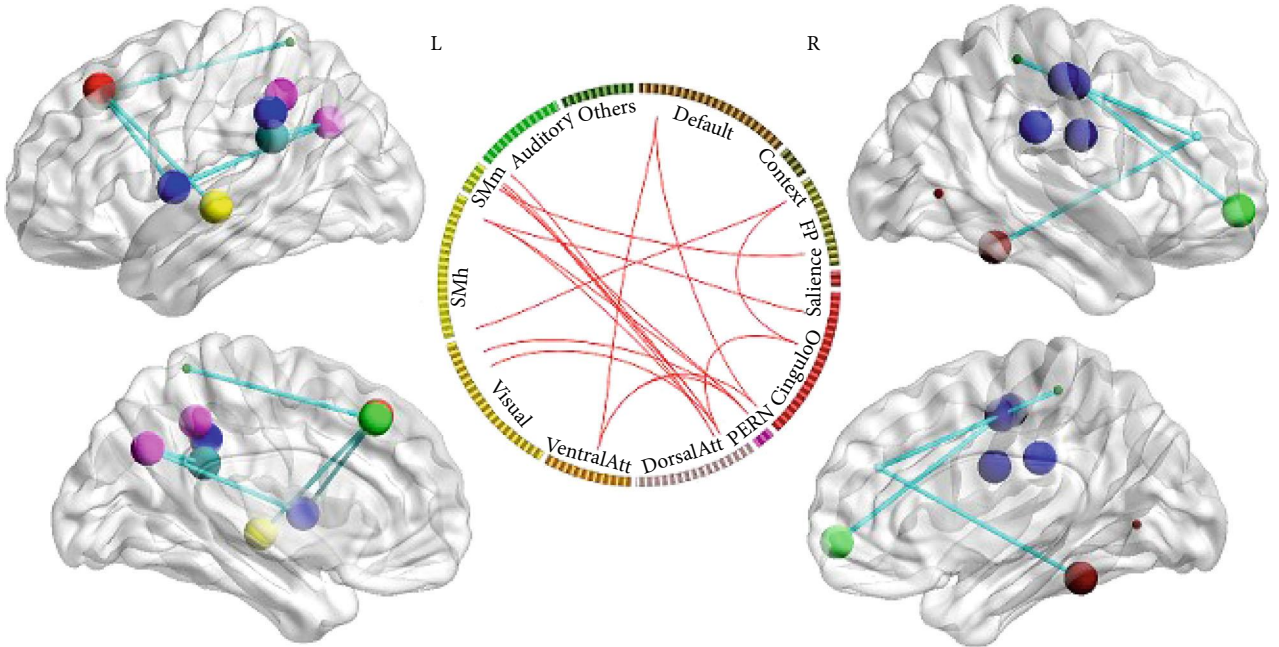 L
R
Others
Default
Auditory
Context
SMm
FP
Salience
SMh
CinguloO
Visual
PERN
VentralAtt
DorsalAtt